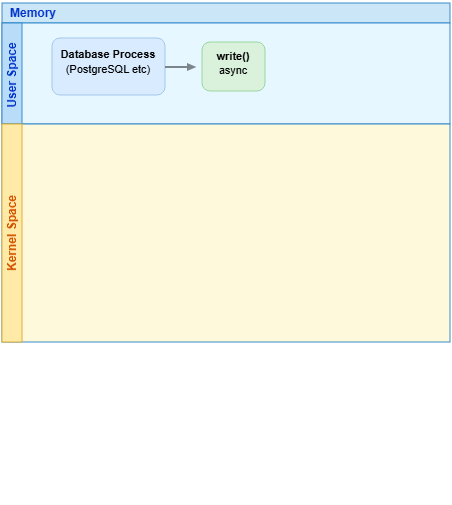 Memory
User Space
Database Process
(PostgreSQL etc)
write()
async
Kernel Space